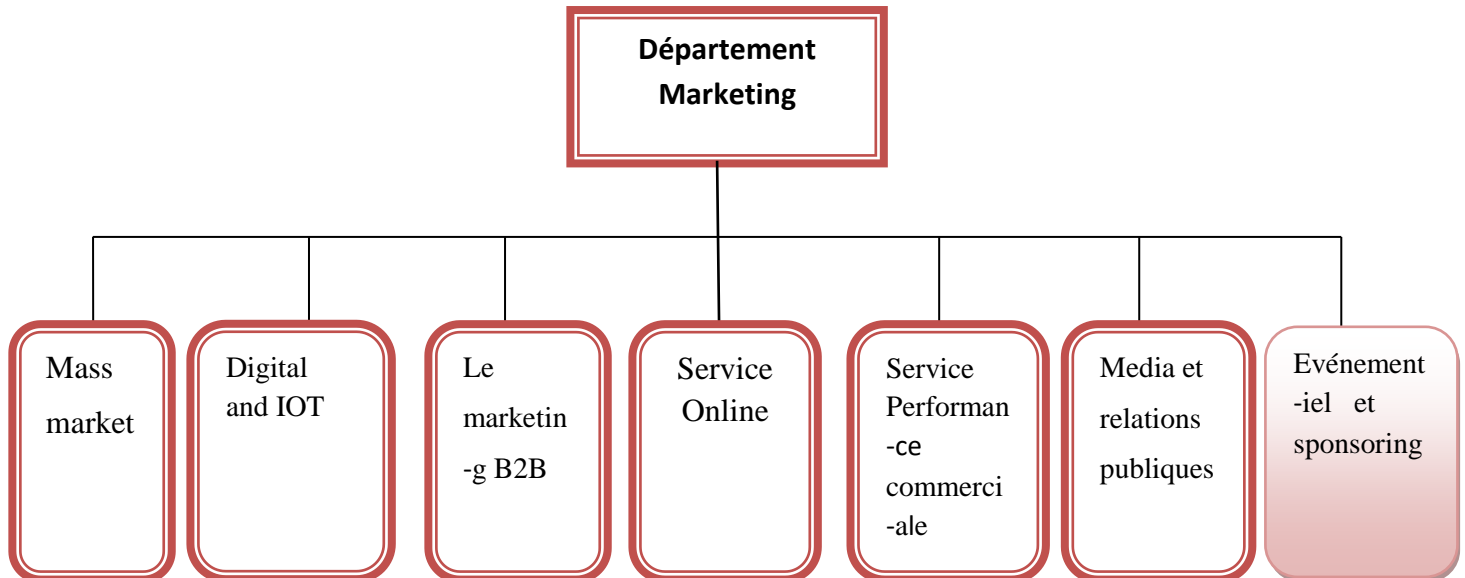 Département
Marketing
Mass
market
Digital
and IOT
Le
marketin
-g B2B
Service
Online
Service
Performan
-ce
commerci
-ale
Media et
relations
publiques
Evénement
-iel et
sponsoring